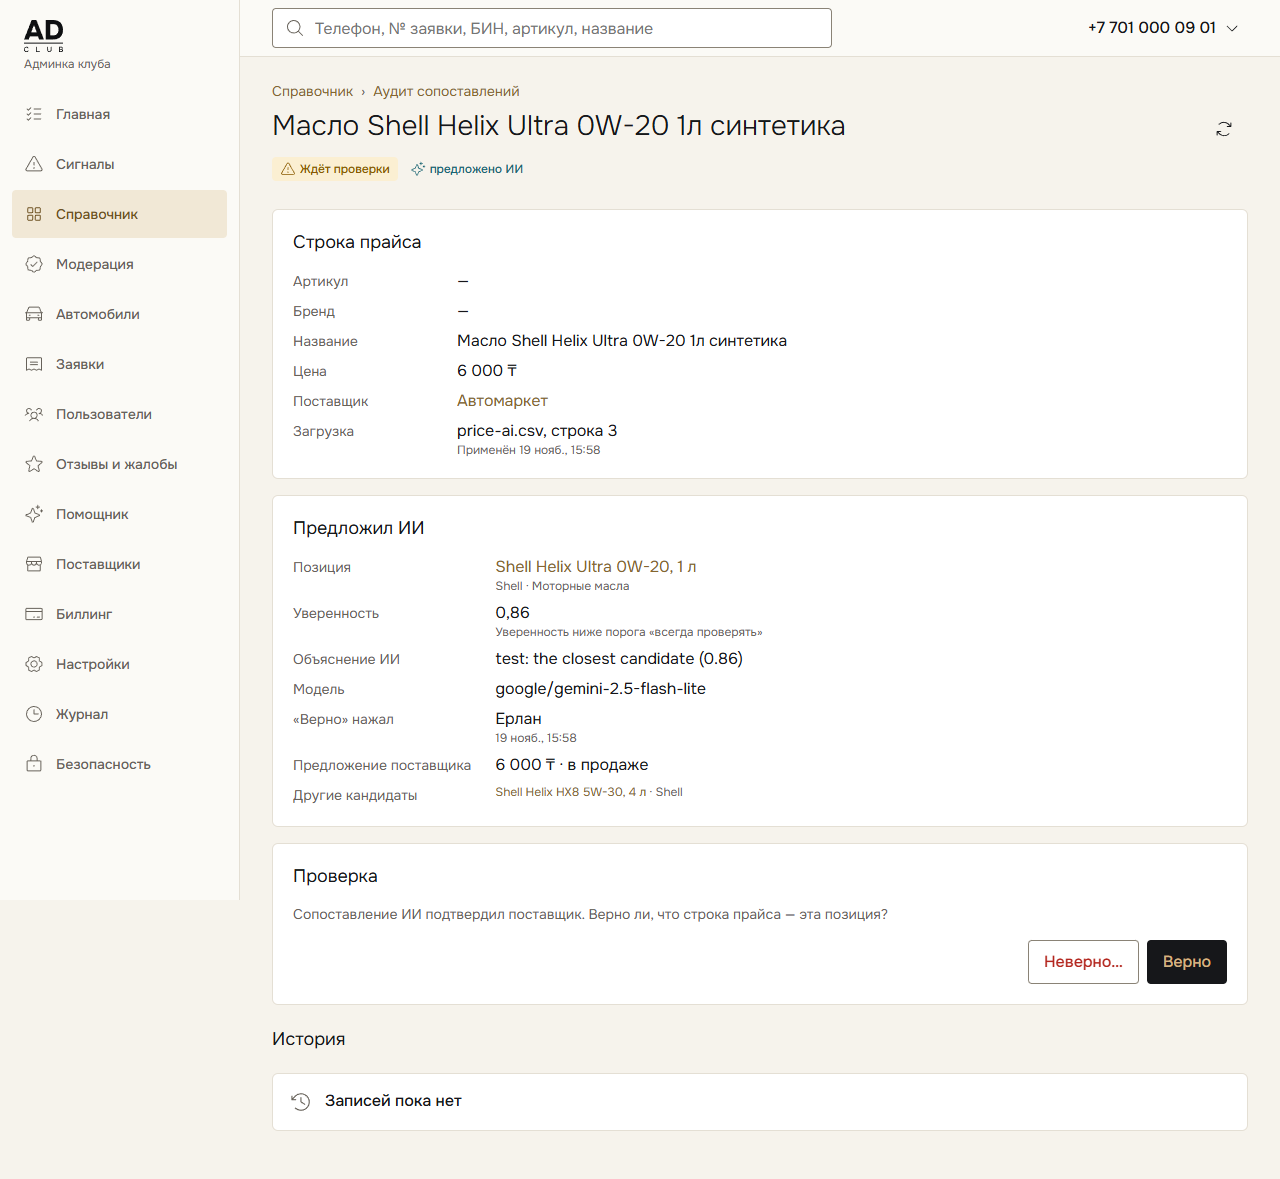 AD
CLUB
Админка клуба
Главная
Сигналы
Справочник
Модерация
Автомобили
Заявки
Пользователи
Отзывы и жалобы
Помощник
Поставщики
Биллинг
Настройки
Журнал
Безопасность
Телефон, № заявки, БИН, артикул, название
+7 701 000 09 01
Справочник › Аудит сопоставлений
Масло Shell Helix Ultra 0W-20 1л синтетика
Ждёт проверки предложено ИИ
Строка прайса
Артикул —
Бренд —
Название Масло Shell Helix Ultra 0W-20 1л синтетика
Цена 6 000 ₸
Поставщик Автомаркет
Загрузка price-ai.csv, строка 3
Применён 19 нояб., 15:58
Предложил ИИ
Позиция Shell Helix Ultra 0W-20, 1 л
Shell · Моторные масла
Уверенность 0,86
Уверенность ниже порога «всегда проверять»
Объяснение ИИ test: the closest candidate (0.86)
Модель google/gemini-2.5-flash-lite
«Верно» нажал Ерлан
19 нояб., 15:58
Предложение поставщика 6 000 ₸ · в продаже
Другие кандидаты Shell Helix HX8 5W-30, 4 л · Shell
Проверка
Сопоставление ИИ подтвердил поставщик. Верно ли, что строка прайса — эта позиция?
Неверно... Верно
История
Записей пока нет